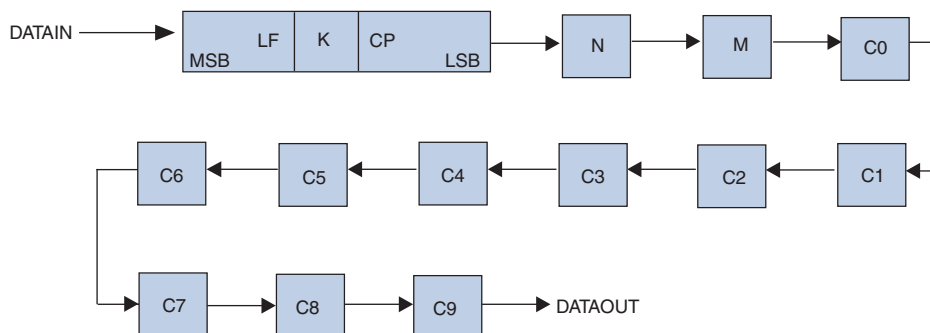 DATAIN MSB LF K CP LSB N M C0
C6 C5 C4 C3 C2 C1
C7 C8 C9 DATAOUT